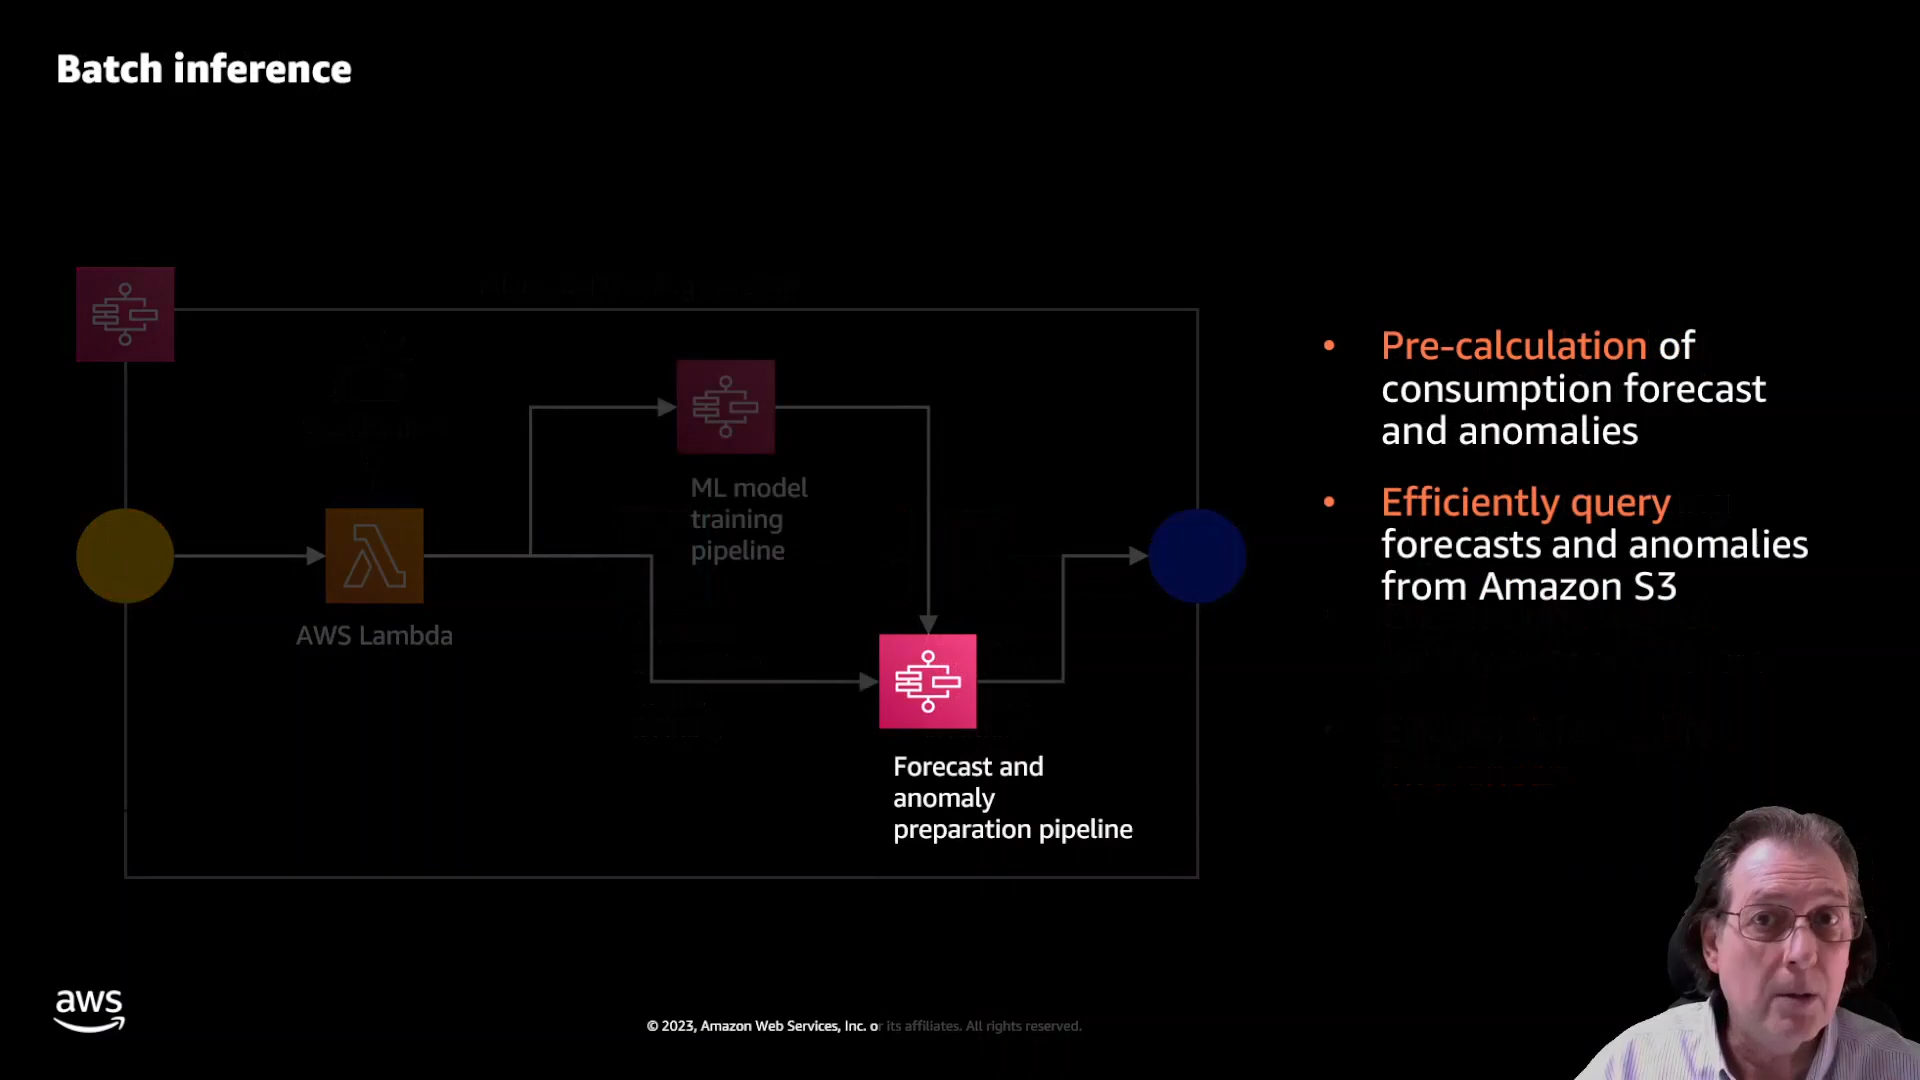 Batch inference
ML model
training
pipeline
AWS Lambda
Forecast and
anomaly
preparation pipeline
• Pre-calculation of
consumption forecast
and anomalies
• Efficiently query
forecasts and anomalies
from Amazon S3
aws
© 2023, Amazon Web Services, Inc. or its affiliates. All rights reserved.